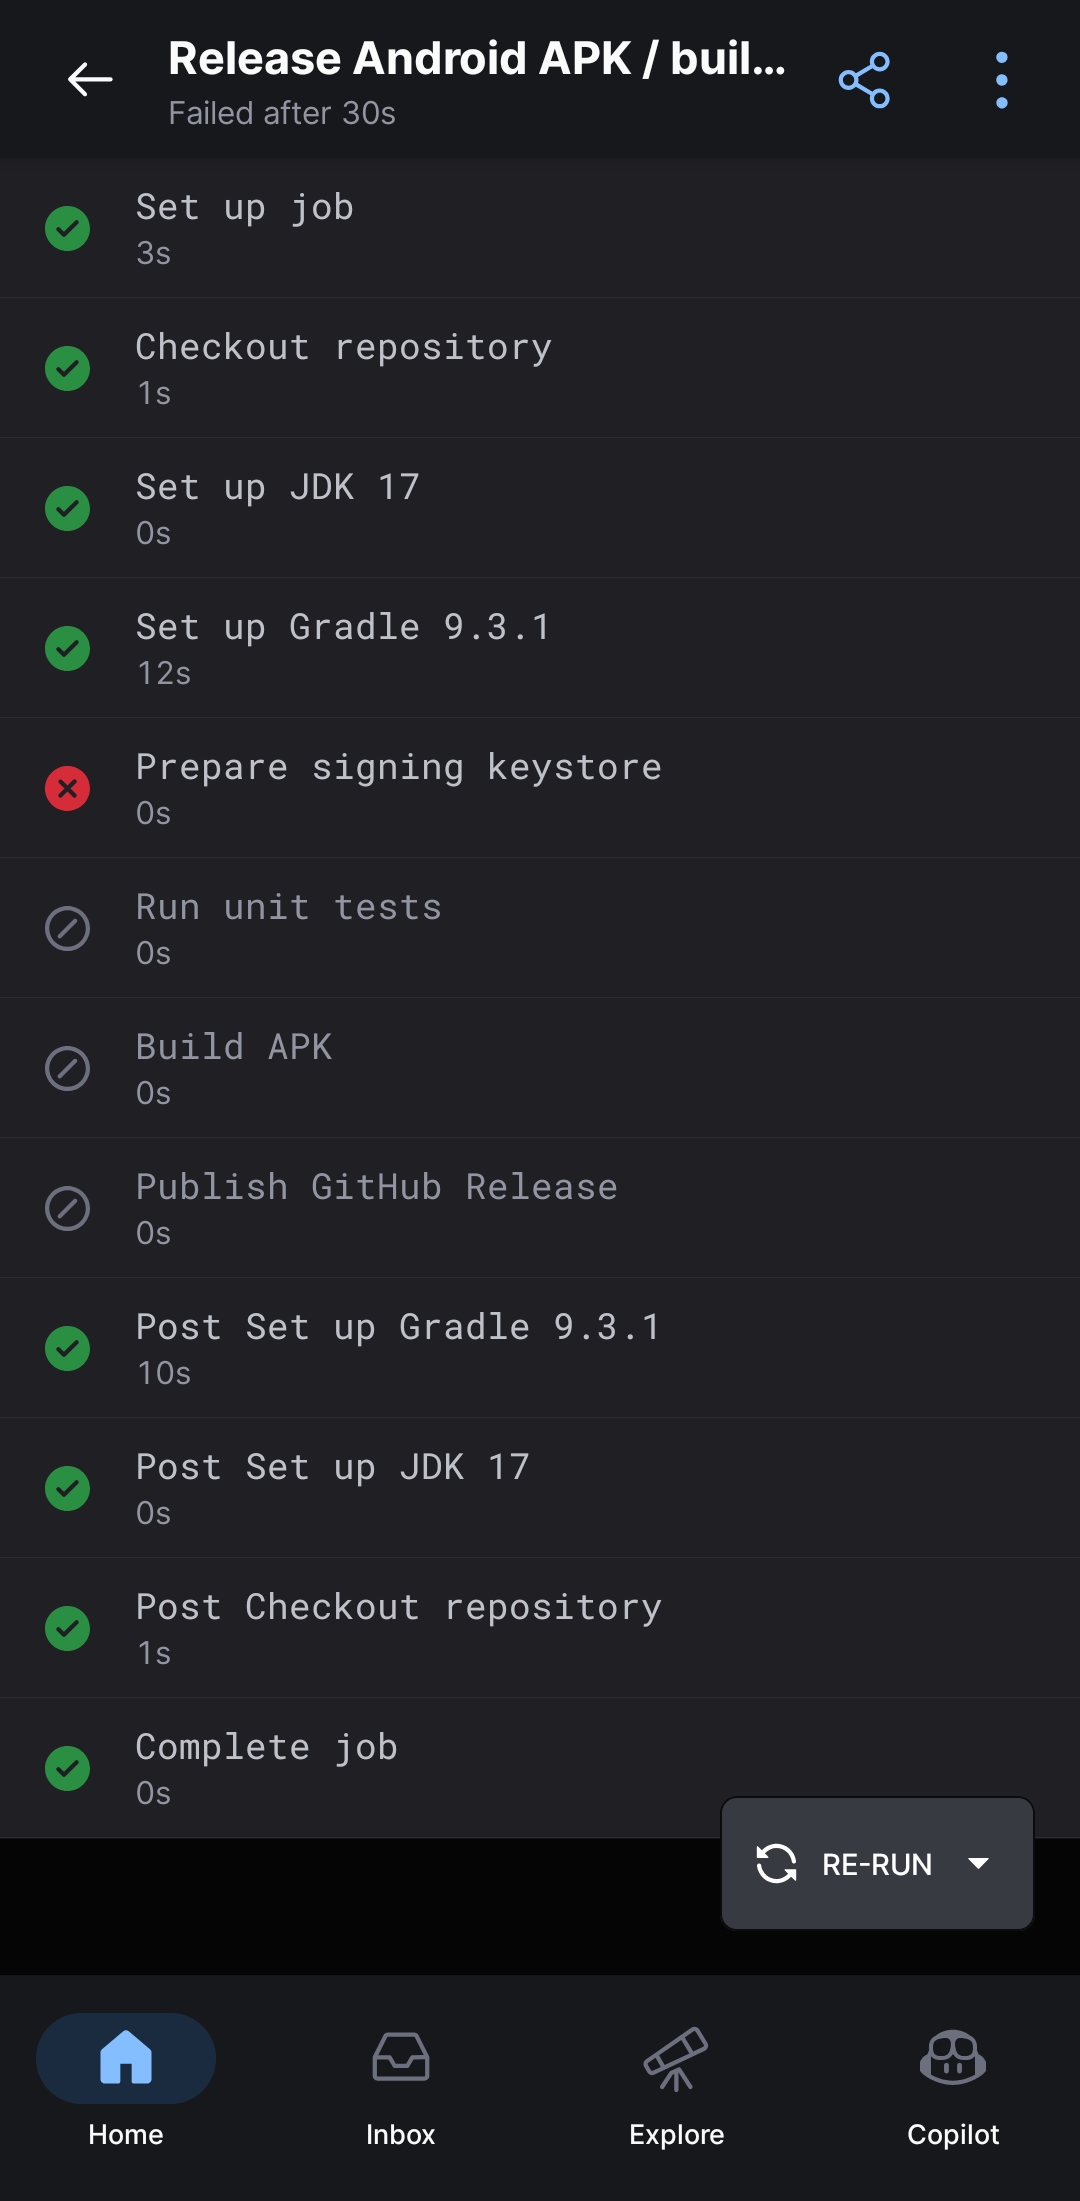 Release Android APK / buil...
Failed after 30s
Set up job
3s
Checkout repository
1s
Set up JDK 17
0s
Set up Gradle 9.3.1
12s
Prepare signing keystore
0s
Run unit tests
0s
Build APK
0s
Publish GitHub Release
0s
Post Set up Gradle 9.3.1
10s
Post Set up JDK 17
0s
Post Checkout repository
1s
Complete job
0s
RE-RUN
Home
Inbox
Explore
Copilot